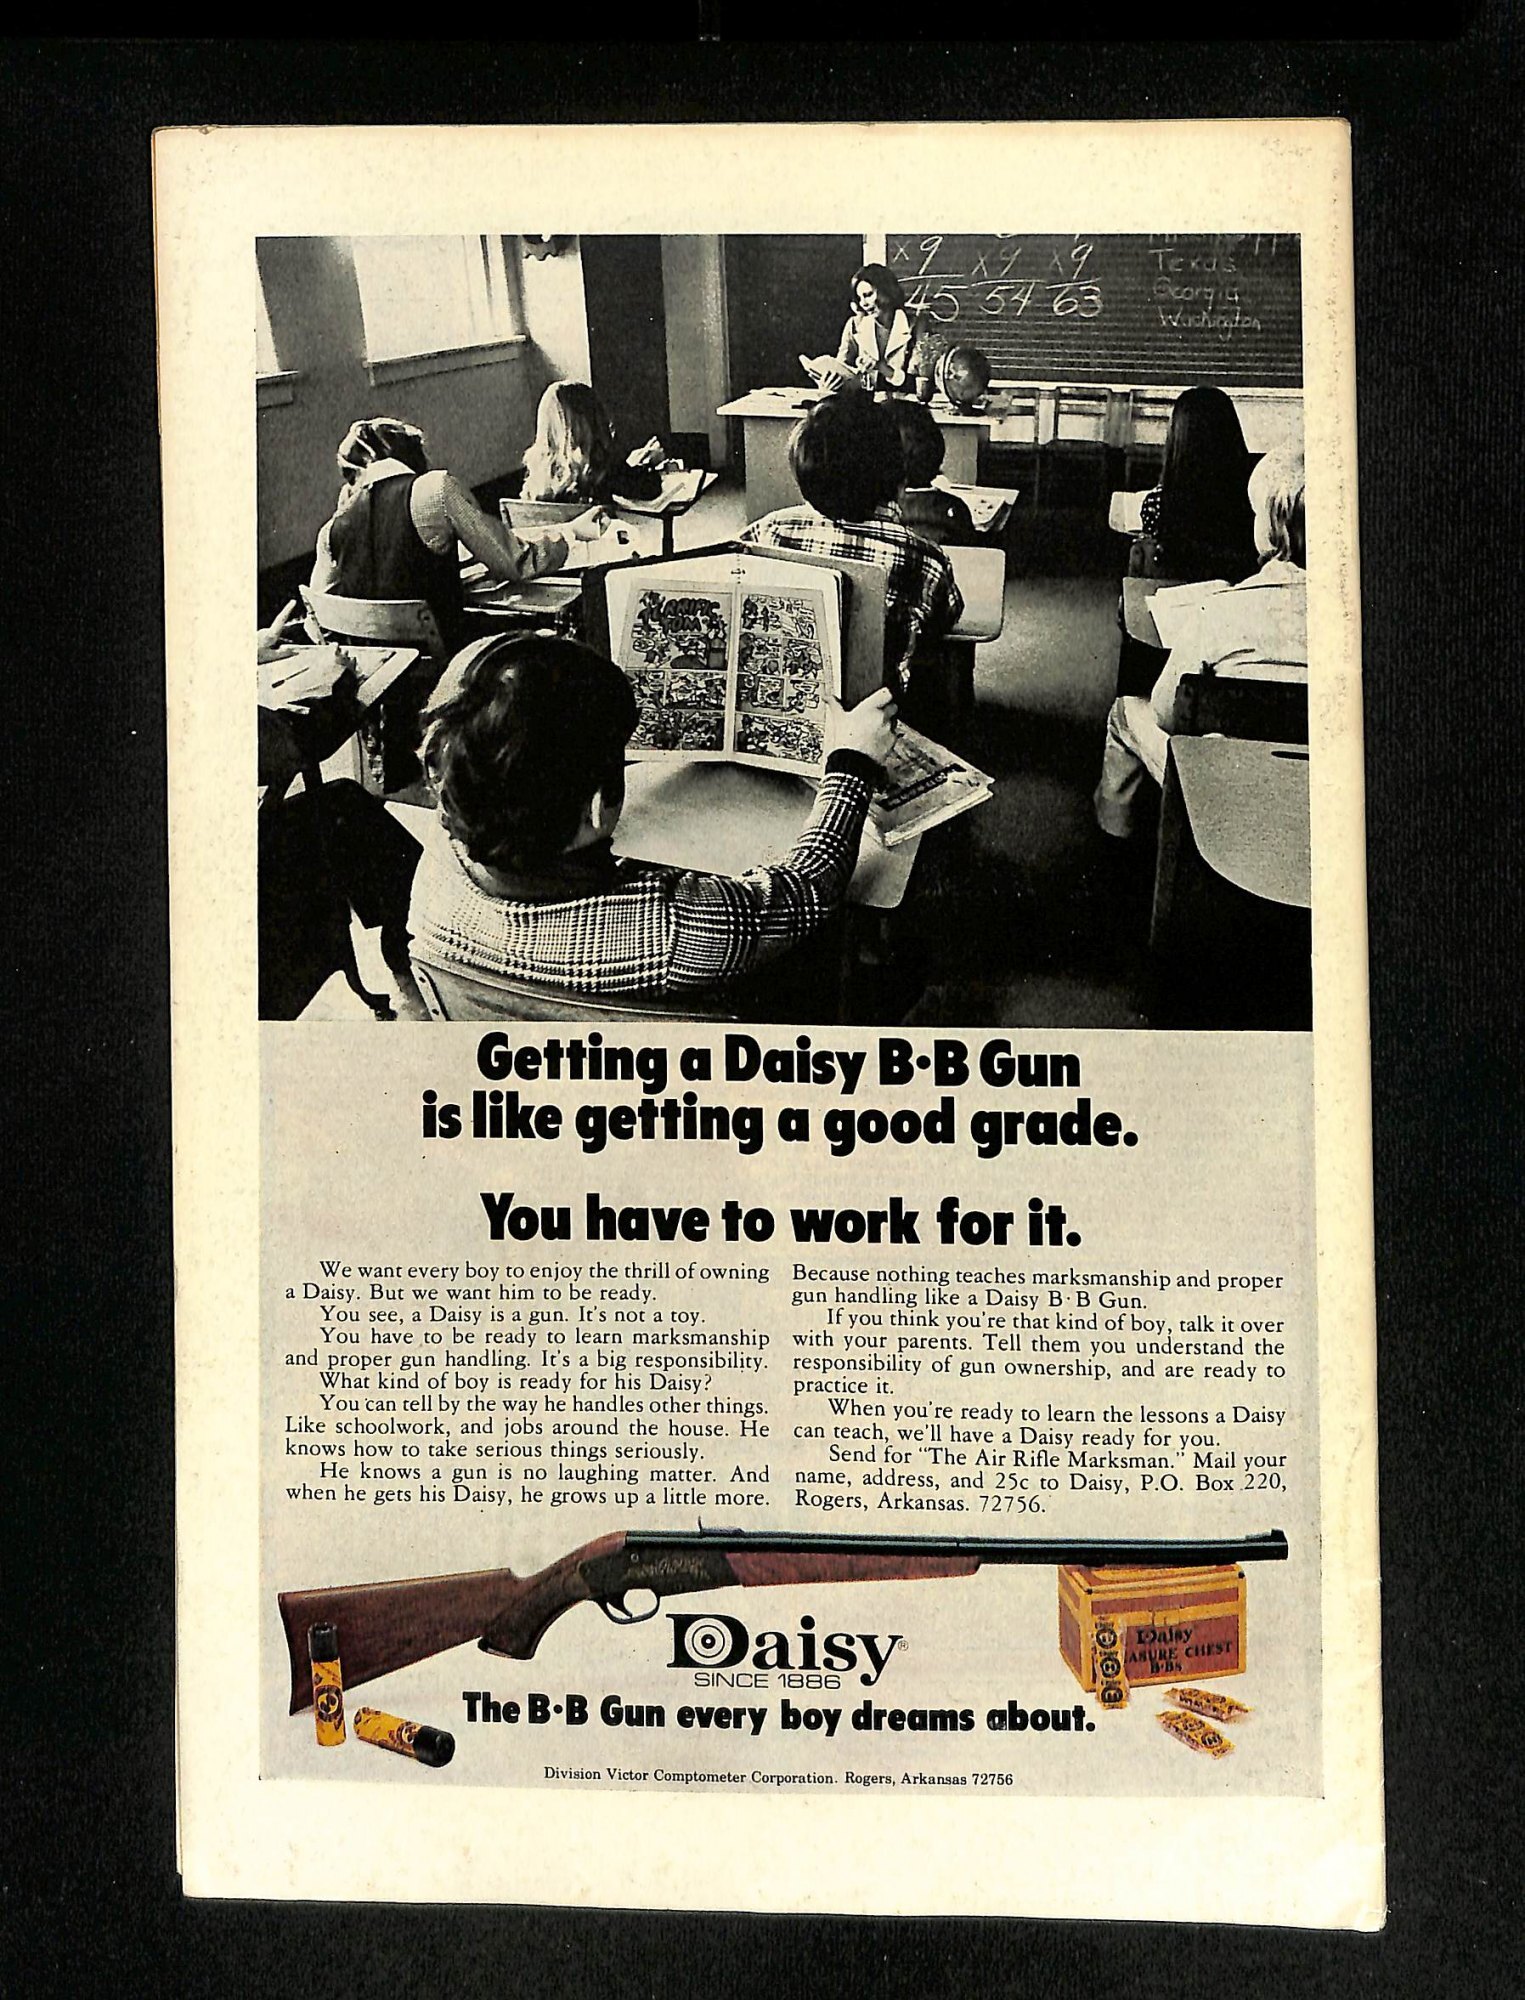 x9 x9 x9
45 54 63
Texas
Georgia
Washington
TERRIFIC
TOM
Getting a Daisy B·B Gun
is like getting a good grade.
You have to work for it.
We want every boy to enjoy the thrill of owning
a Daisy. But we want him to be ready.
You see, a Daisy is a gun. It's not a toy.
You have to be ready to learn marksmanship
and proper gun handling. It's a big responsibility.
What kind of boy is ready for his Daisy?
You can tell by the way he handles other things.
Like schoolwork, and jobs around the house. He
knows how to take serious things seriously.
He knows a gun is no laughing matter. And
when he gets his Daisy, he grows up a little more.
Because nothing teaches marksmanship and proper
gun handling like a Daisy B·B Gun.
If you think you're that kind of boy, talk it over
with your parents. Tell them you understand the
responsibility of gun ownership, and are ready to
practice it.
When you're ready to learn the lessons a Daisy
can teach, we'll have a Daisy ready for you.
Send for "The Air Rifle Marksman." Mail your
name, address, and 25c to Daisy, P.O. Box 220,
Rogers, Arkansas. 72756.
Daisy®
SINCE 1886
Daisy
ASURE CHEST
B·Bs
The B·B Gun every boy dreams about.
Division Victor Comptometer Corporation. Rogers, Arkansas 72756